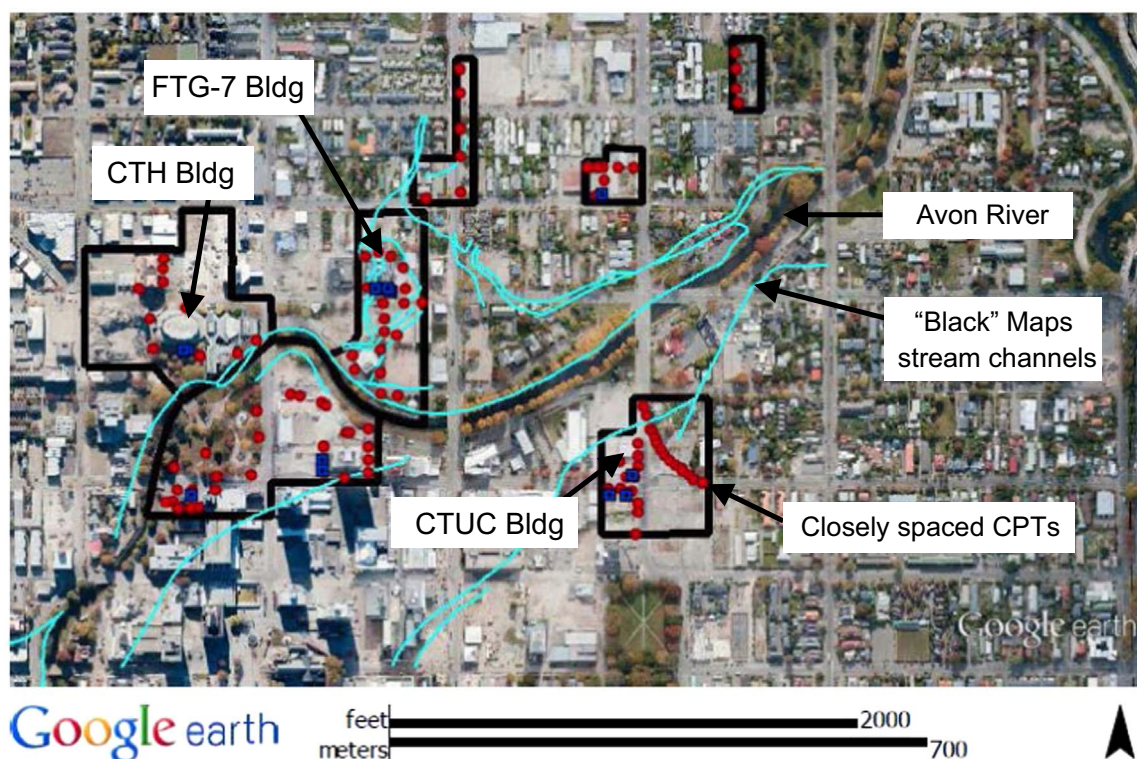 FTG-7 Bldg
CTH Bldg
Avon River
“Black” Maps
stream channels
CTUC Bldg
Closely spaced CPTs
Google earth
Google earth
feet 2000
meters 700